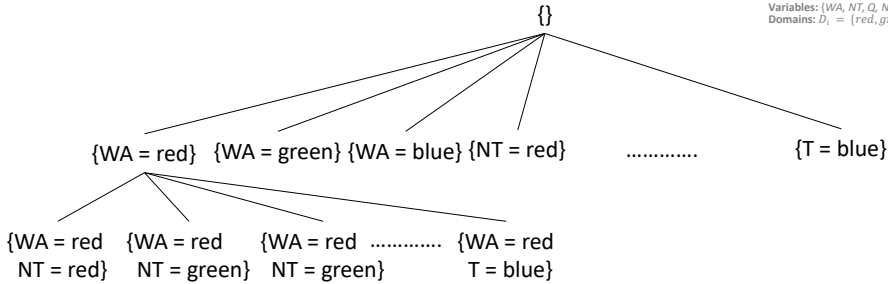 Variables: {WA, NT, Q, N
Domains: D_i = {red, gr
{}
{WA = red} {WA = green} {WA = blue} {NT = red} ............. {T = blue}
{WA = red {WA = red {WA = red ............. {WA = red
NT = red} NT = green} NT = green} T = blue}